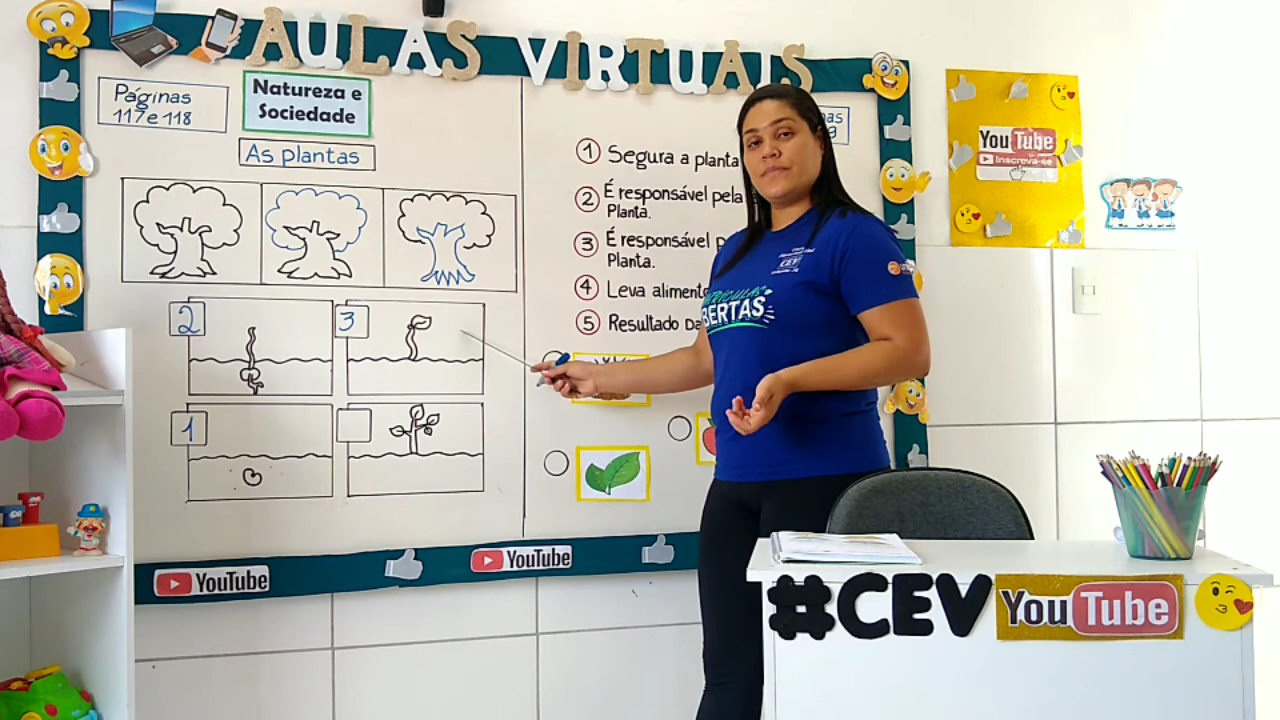 AULAS VIRTUAIS
Páginas
117 e 118
Natureza e
Sociedade
As plantas
2
3
1
1 Segura a planta
2 É responsável pela
Planta.
3 É responsável
Planta.
4 Leva
5 Resultado
CEV
BERTAS
YouTube
Inscreva-se
YouTube
YouTube
#CEV YouTube